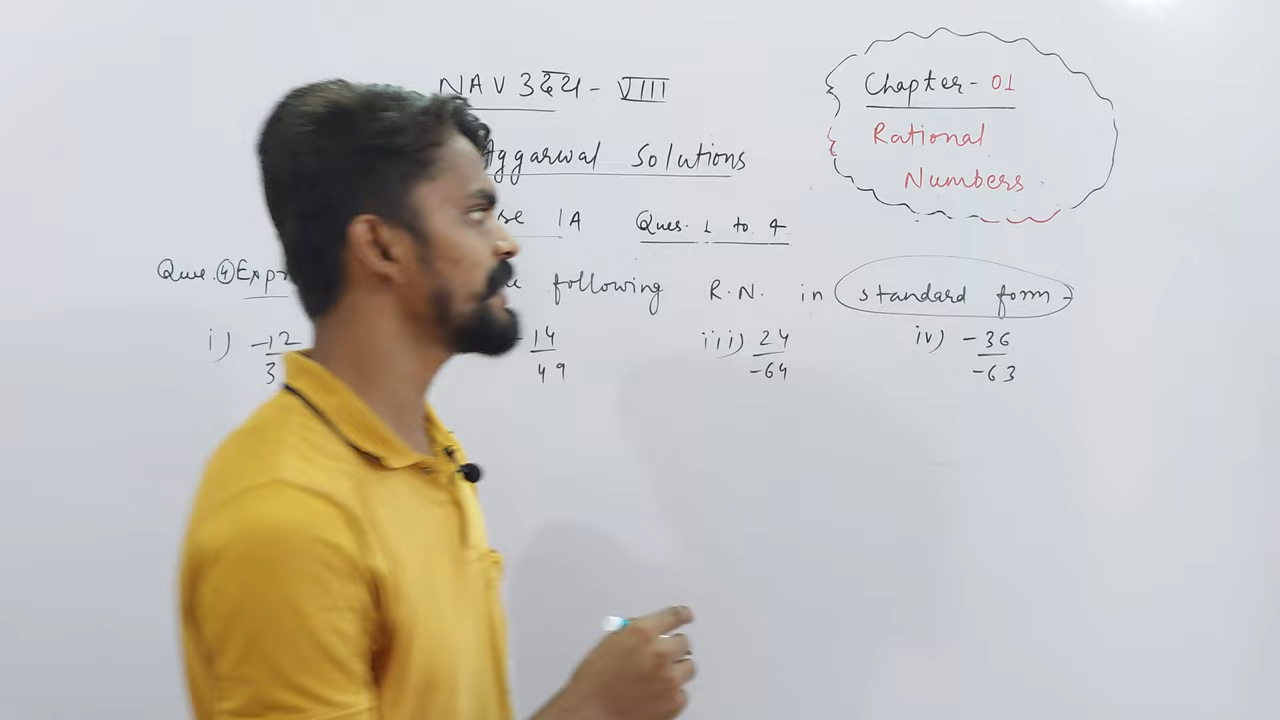 NAV उदय - VIII
Aggarwal Solutions
1A Ques. 1 to 4
Que. ④ following R.N. in standard form -
i) -12/3 14/49 iii) 24/-64 iv) -36/-63
Chapter - 01
Rational
Numbers